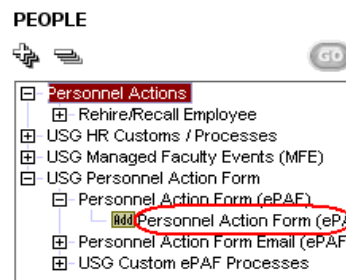 PEOPLE
GO
Personnel Actions
Rehire/Recall Employee
USG HR Customs / Processes
USG Managed Faculty Events (MFE)
USG Personnel Action Form
Personnel Action Form (ePAF)
Add Personnel Action Form (ePA
Personnel Action Form Email (ePAF
USG Custom ePAF Processes